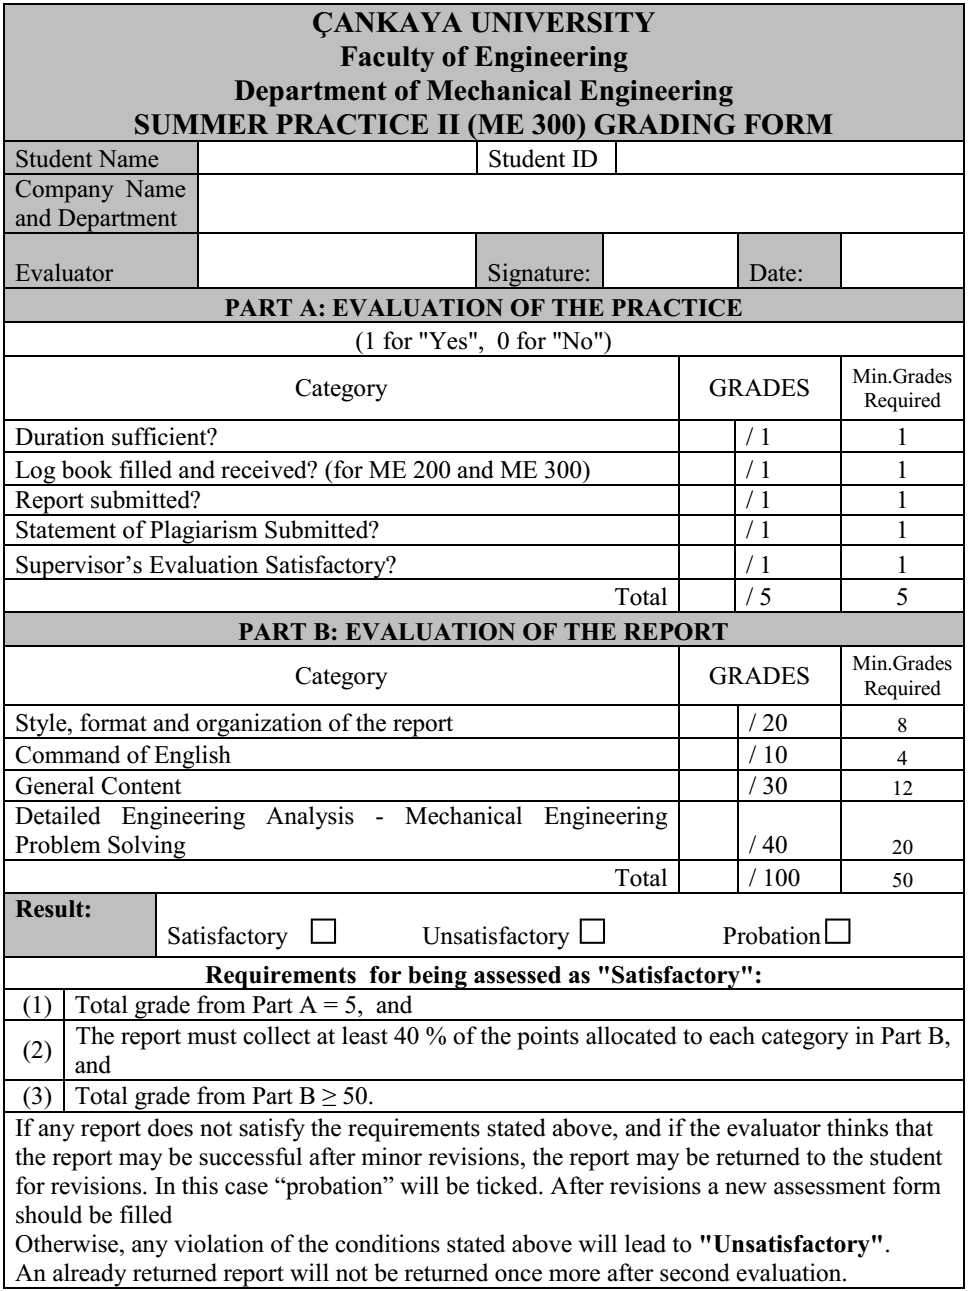 ÇANKAYA UNIVERSITY
Faculty of Engineering
Department of Mechanical Engineering
SUMMER PRACTICE II (ME 300) GRADING FORM
Student Name Student ID
Company Name
and Department
Evaluator Signature: Date:
PART A: EVALUATION OF THE PRACTICE
(1 for "Yes", 0 for "No")
Category GRADES Min.Grades
Required
Duration sufficient? / 1 1
Log book filled and received? (for ME 200 and ME 300) / 1 1
Report submitted? / 1 1
Statement of Plagiarism Submitted? / 1 1
Supervisor’s Evaluation Satisfactory? / 1 1
Total / 5 5
PART B: EVALUATION OF THE REPORT
Category GRADES Min.Grades
Required
Style, format and organization of the report / 20 8
Command of English / 10 4
General Content / 30 12
Detailed Engineering Analysis - Mechanical Engineering
Problem Solving / 40 20
Total / 100 50
Result:
Satisfactory ☐ Unsatisfactory ☐ Probation ☐
Requirements for being assessed as "Satisfactory":
(1) Total grade from Part A = 5, and
(2) The report must collect at least 40 % of the points allocated to each category in Part B,
and
(3) Total grade from Part B ≥ 50.
If any report does not satisfy the requirements stated above, and if the evaluator thinks that
the report may be successful after minor revisions, the report may be returned to the student
for revisions. In this case “probation” will be ticked. After revisions a new assessment form
should be filled
Otherwise, any violation of the conditions stated above will lead to "Unsatisfactory".
An already returned report will not be returned once more after second evaluation.